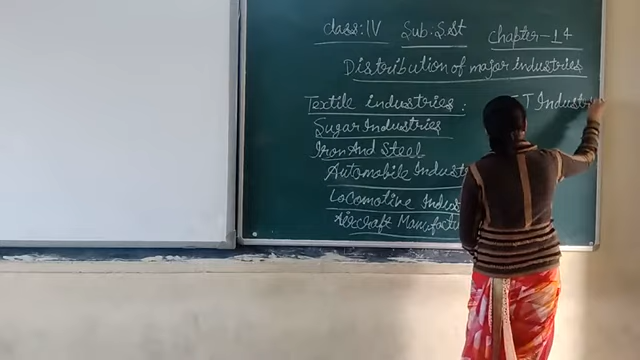 Class: IV Sub: S.St Chapter-14
Distribution of major industries
Textile industries:
Sugar Industries
Iron And Steel
Automobile
Locomotive
Aircraft